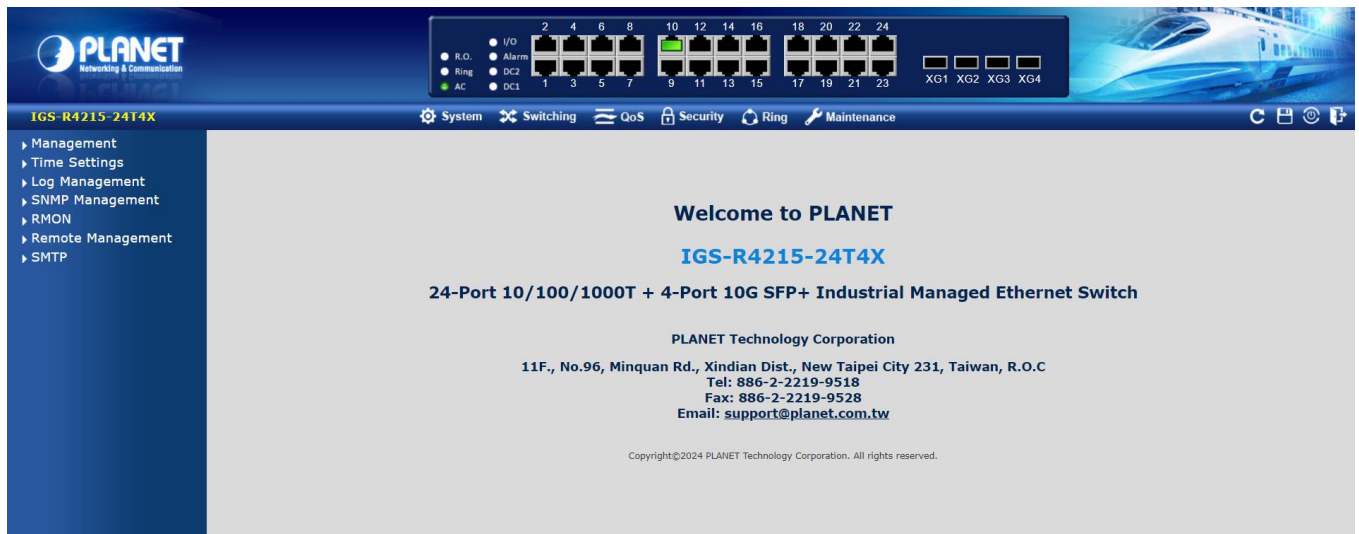 PLANET
Networking & Communication
2 4 6 8 10 12 14 16 18 20 22 24
I/O
R.O. Alarm
Ring DC2
AC DC1
1 3 5 7 9 11 13 15 17 19 21 23
XG1 XG2 XG3 XG4
IGS-R4215-24T4X
System Switching QoS Security Ring Maintenance
Management
Time Settings
Log Management
SNMP Management
RMON
Remote Management
SMTP
Welcome to PLANET
IGS-R4215-24T4X
24-Port 10/100/1000T + 4-Port 10G SFP+ Industrial Managed Ethernet Switch
PLANET Technology Corporation
11F., No.96, Minquan Rd., Xindian Dist., New Taipei City 231, Taiwan, R.O.C
Tel: 886-2-2219-9518
Fax: 886-2-2219-9528
Email: support@planet.com.tw
Copyright©2024 PLANET Technology Corporation. All rights reserved.